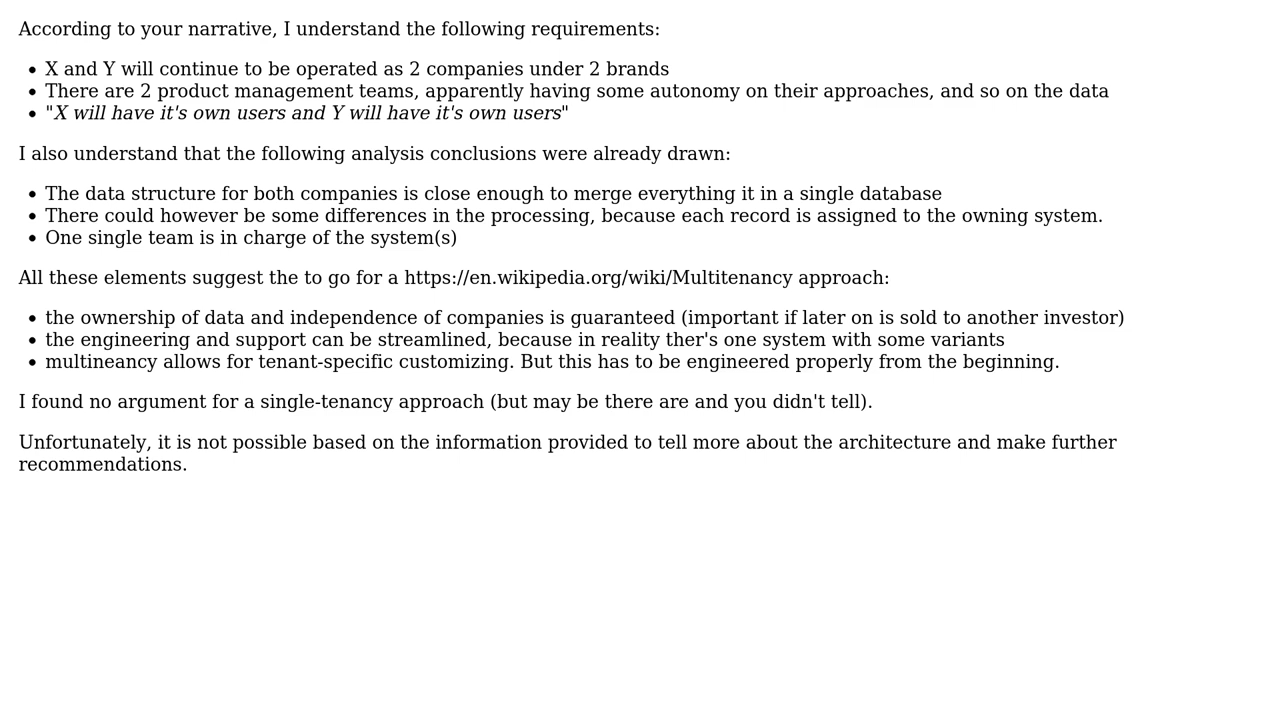 According to your narrative, I understand the following requirements:
• X and Y will continue to be operated as 2 companies under 2 brands
• There are 2 product management teams, apparently having some autonomy on their approaches, and so on the data
• "X will have it's own users and Y will have it's own users"
I also understand that the following analysis conclusions were already drawn:
• The data structure for both companies is close enough to merge everything it in a single database
• There could however be some differences in the processing, because each record is assigned to the owning system.
• One single team is in charge of the system(s)
All these elements suggest the to go for a https://en.wikipedia.org/wiki/Multitenancy approach:
• the ownership of data and independence of companies is guaranteed (important if later on is sold to another investor)
• the engineering and support can be streamlined, because in reality ther's one system with some variants
• multineancy allows for tenant-specific customizing. But this has to be engineered properly from the beginning.
I found no argument for a single-tenancy approach (but may be there are and you didn't tell).
Unfortunately, it is not possible based on the information provided to tell more about the architecture and make further
recommendations.